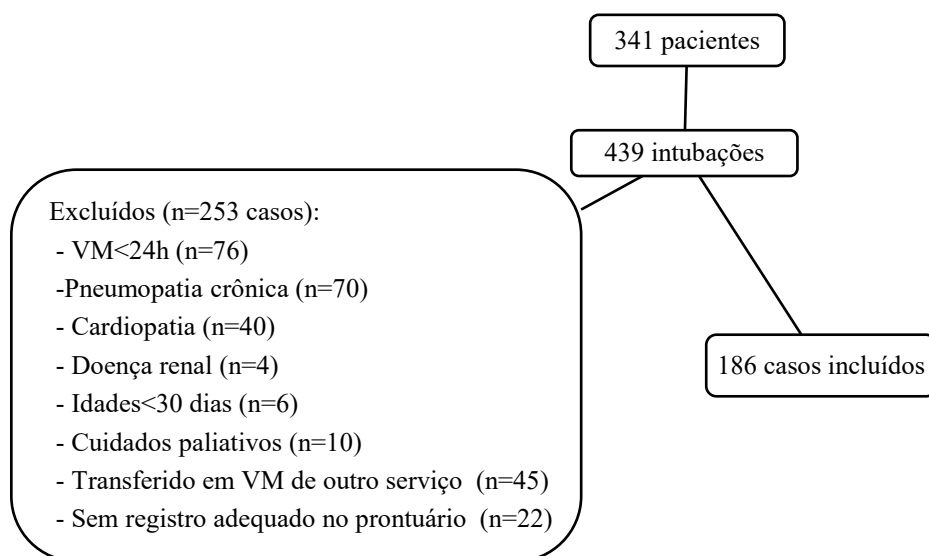 341 pacientes
439 intubações
Excluídos (n=253 casos):
- VM<24h (n=76)
-Pneumopatia crônica (n=70)
- Cardiopatia (n=40)
- Doença renal (n=4)
- Idades<30 dias (n=6)
- Cuidados paliativos (n=10)
- Transferido em VM de outro serviço (n=45)
- Sem registro adequado no prontuário (n=22)
186 casos incluídos